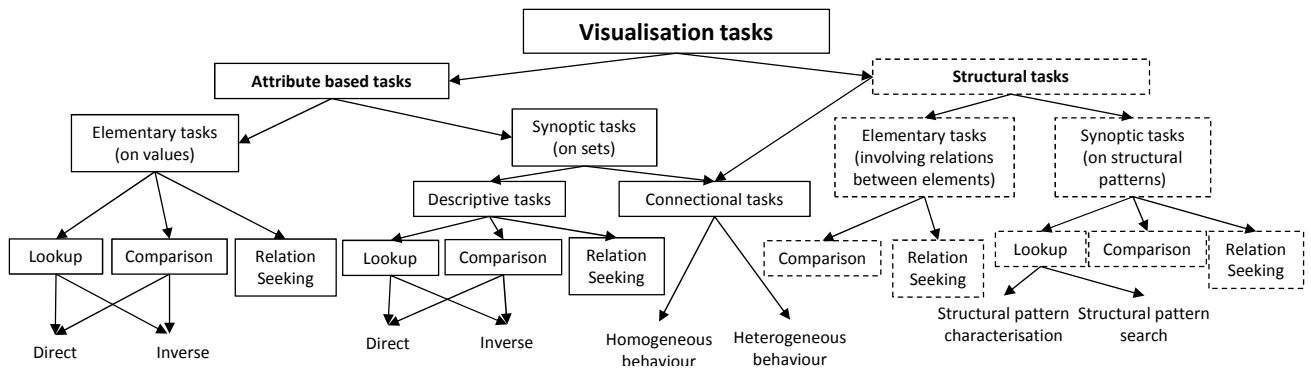 Visualisation tasks
Attribute based tasks
Structural tasks
Elementary tasks
(on values)
Synoptic tasks
(on sets)
Elementary tasks
(involving relations
between elements)
Synoptic tasks
(on structural
patterns)
Descriptive tasks
Connectional tasks
Lookup
Comparison
Relation
Seeking
Lookup
Comparison
Relation
Seeking
Comparison
Relation
Seeking
Lookup
Comparison
Relation
Seeking
Direct
Inverse
Direct
Inverse
Homogeneous
behaviour
Heterogeneous
behaviour
Structural pattern
characterisation
Structural pattern
search